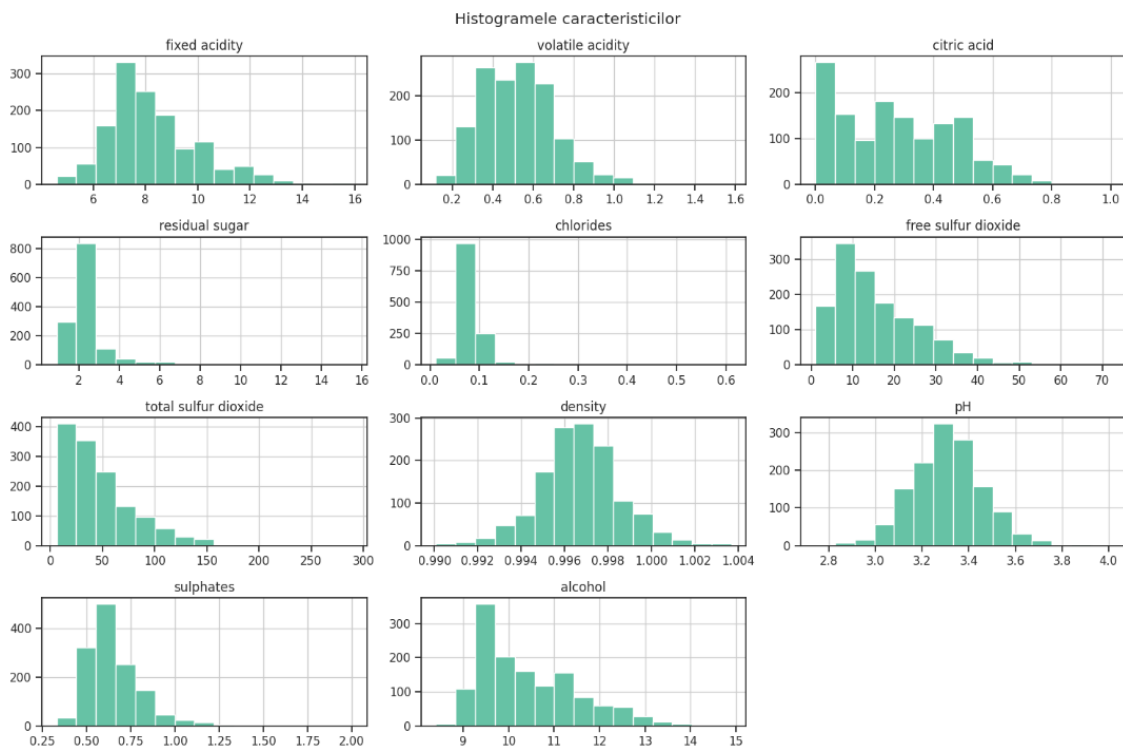 Histogramele caracteristicilor
fixed acidity
300
200
100
0
6 8 10 12 14 16
volatile acidity
200
100
0
0.2 0.4 0.6 0.8 1.0 1.2 1.4 1.6
citric acid
200
100
0
0.0 0.2 0.4 0.6 0.8 1.0
residual sugar
800
600
400
200
0
2 4 6 8 10 12 14 16
chlorides
1000
750
500
250
0
0.0 0.1 0.2 0.3 0.4 0.5 0.6
free sulfur dioxide
300
200
100
0
0 10 20 30 40 50 60 70
total sulfur dioxide
400
300
200
100
0
0 50 100 150 200 250 300
density
300
200
100
0
0.990 0.992 0.994 0.996 0.998 1.000 1.002 1.004
pH
300
200
100
0
2.8 3.0 3.2 3.4 3.6 3.8 4.0
sulphates
400
200
0
0.25 0.50 0.75 1.00 1.25 1.50 1.75 2.00
alcohol
300
200
100
0
9 10 11 12 13 14 15